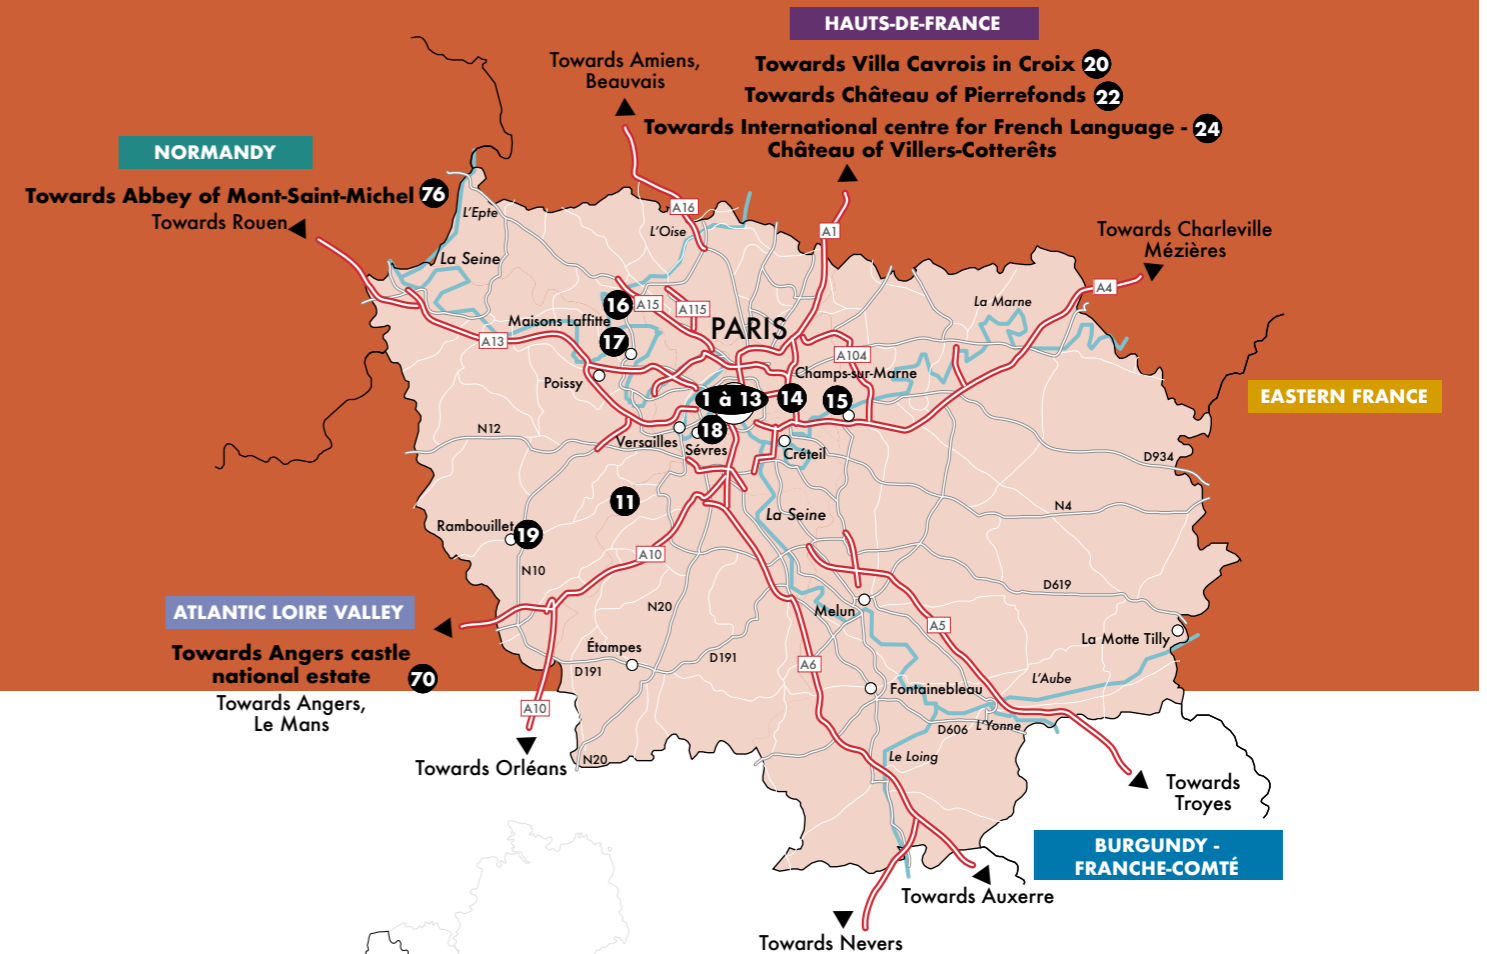 HAUTS-DE-FRANCE
Towards Amiens,
Beauvais
Towards Villa Cavrois in Croix 20
Towards Château of Pierrefonds 22
Towards International centre for French Language - 24
Château of Villers-Cotterêts
NORMANDY
Towards Abbey of Mont-Saint-Michel 76
Towards Rouen
L'Epte
A16
L'Oise
A1
Towards Charleville
Mézières
La Seine
A4
La Marne
16
A15
A115
Maisons Laffitte
PARIS
A13
17
A104
Poissy
Champs-sur-Marne
1 à 13
14
15
EASTERN FRANCE
N12
Versailles
18
Sévres
Créteil
D934
11
N4
La Seine
Rambouillet
19
A10
N10
D619
ATLANTIC LOIRE VALLEY
N20
Melun
A5
La Motte Tilly
Towards Angers castle
national estate 70
Étampes
D191
D191
A6
L'Aube
Fontainebleau
Towards Angers,
Le Mans
A10
D606
L'Yonne
N20
Le Loing
Towards Orléans
Towards
Troyes
BURGUNDY -
FRANCHE-COMTÉ
Towards Auxerre
Towards Nevers